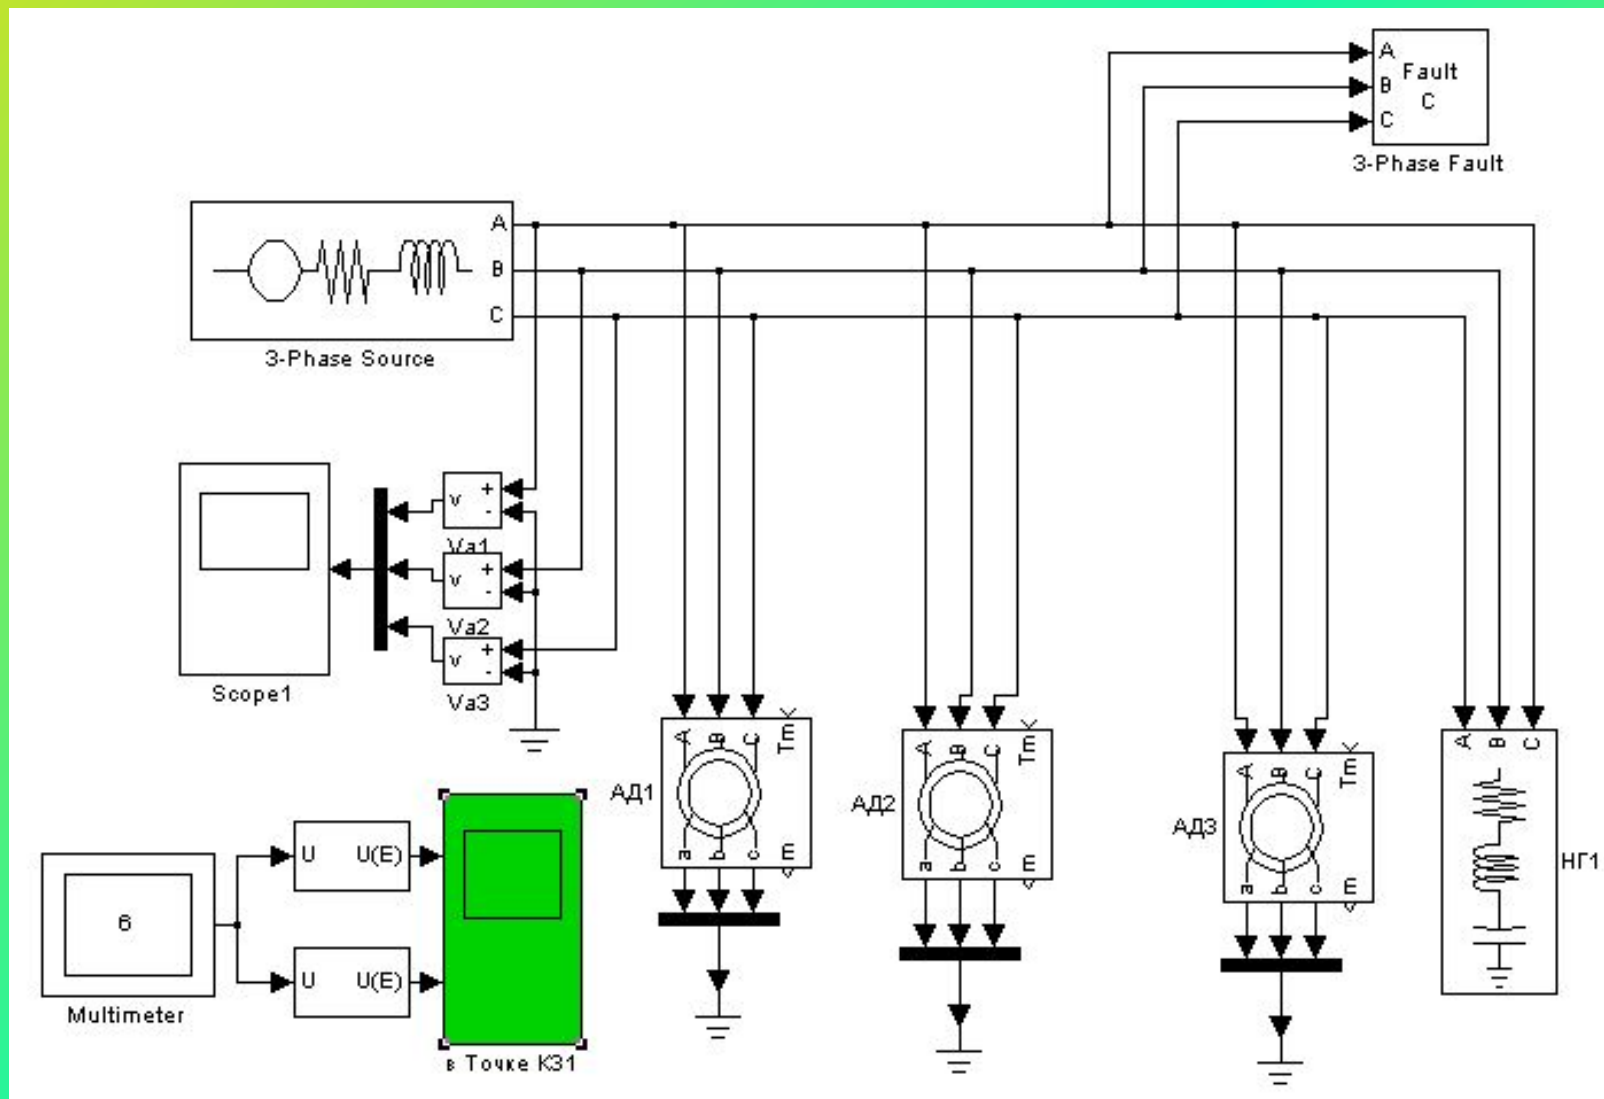 A
Fault
B
C
C
3-Phase Fault
A
B
C
3-Phase Source
v
+
-
Va1
v
+
-
Va2
v
+
-
Va3
Scope1
A
B
C
Tm
АД1
a
b
c
m
A
B
C
Tm
АД2
a
b
c
m
A
B
C
Tm
АД3
a
b
c
m
A
B
C
НГ1
6
Multimeter
U
U(E)
U
U(E)
в Точке К31